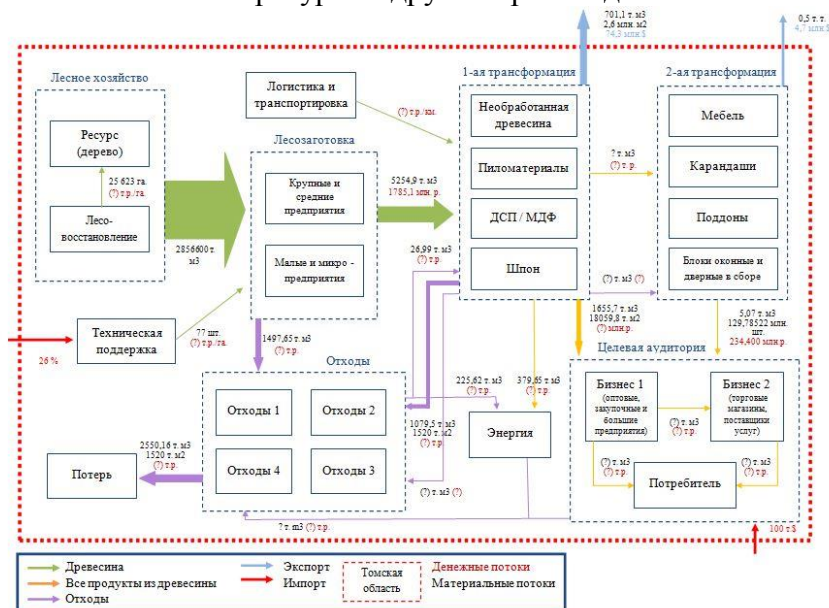 701,1 т. м3
2,6 млн. м2
74,3 млн.$
0,5 т. т.
4,7 млн.$
Лесное хозяйство
Ресурс
(дерево)
25 623 га.
(?) т.р./га.
Лесо-
восстановление
2856600 т.
м3
Логистика и
транспортировка
(?) т.р./км.
Лесозаготовка
Крупные и
средние
предприятия
Малые и микро -
предприятия
5254,9 т. м3
1785,1 млн. р.
1-ая трансформация
Необработанная
древесина
Пиломатериалы
ДСП / МДФ
Шпон
? т. м3
(?) т.р.
2-ая трансформация
Мебель
Карандаши
Поддоны
Блоки оконные и
дверные в сборе
26,99 т. м3
(?) т.р.
(?) т. м3 (?)
26 %
Техническая
поддержка
77 шт.
(?) т.р./га.
1497,65 т. м3
(?) т.р.
1655,7 т. м3
18059,8 т. м2
(?) млн.р.
5,07 т. м3
129,78522 млн.
шт.
234,400 млн.р.
Отходы
Отходы 1
Отходы 2
Отходы 4
Отходы 3
225,62 т. м3
(?) т.р.
379,65 т. м3
(?) т.р.
1079,5 т. м3
1520 т. м2
(?) т.р.
Энергия
(?) т. м3 (?)
? т. m3 (?) т.р.
2550,16 т. м3
1520 т. м2
(?) т.р.
Потерь
Целевая аудитория
Бизнес 1
(оптовые,
закупочные и
большие
предприятия)
(?) т. м3
(?) т.р.
Бизнес 2
(торговые
магазины,
поставщики
услуг)
(?) т. м3
(?) т.р.
(?) т. м3
(?) т.р.
Потребитель
100 т $
Древесина
Все продукты из древесины
Отходы
Экспорт
Импорт
Томская
область
Денежные потоки
Материальные потоки